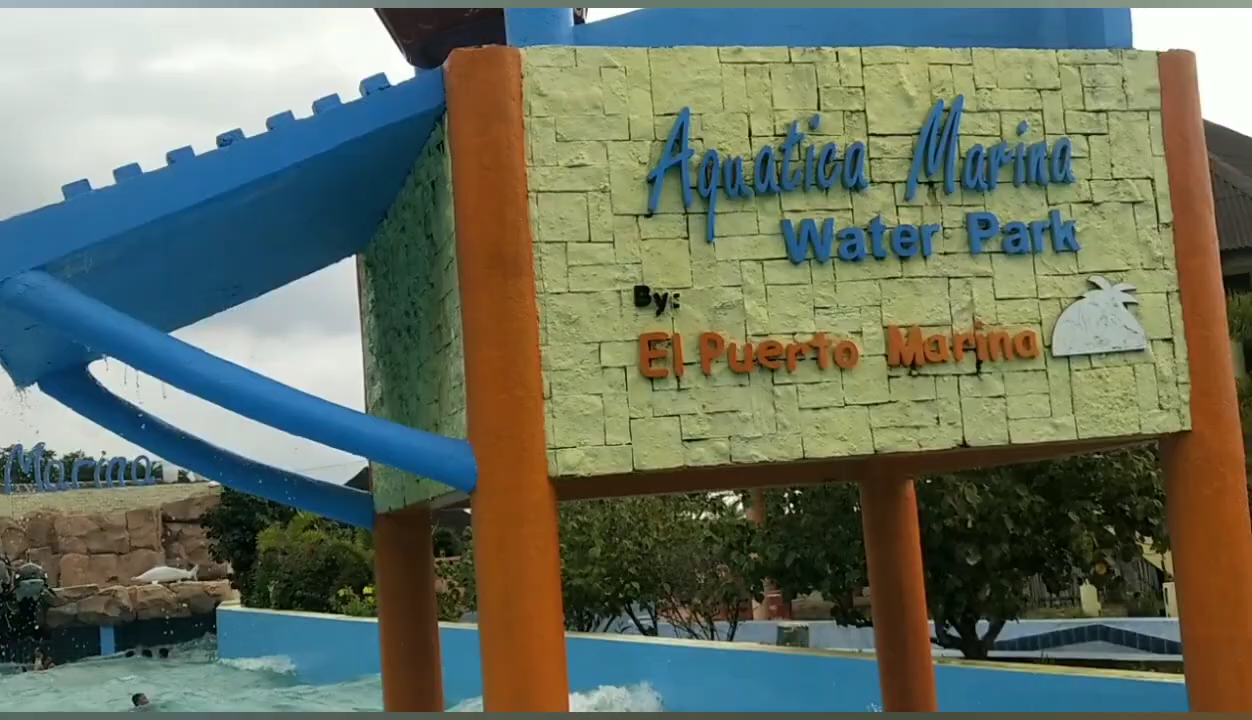 Aquatica Marina
Water Park
By:
El Puerto Marina
Marina